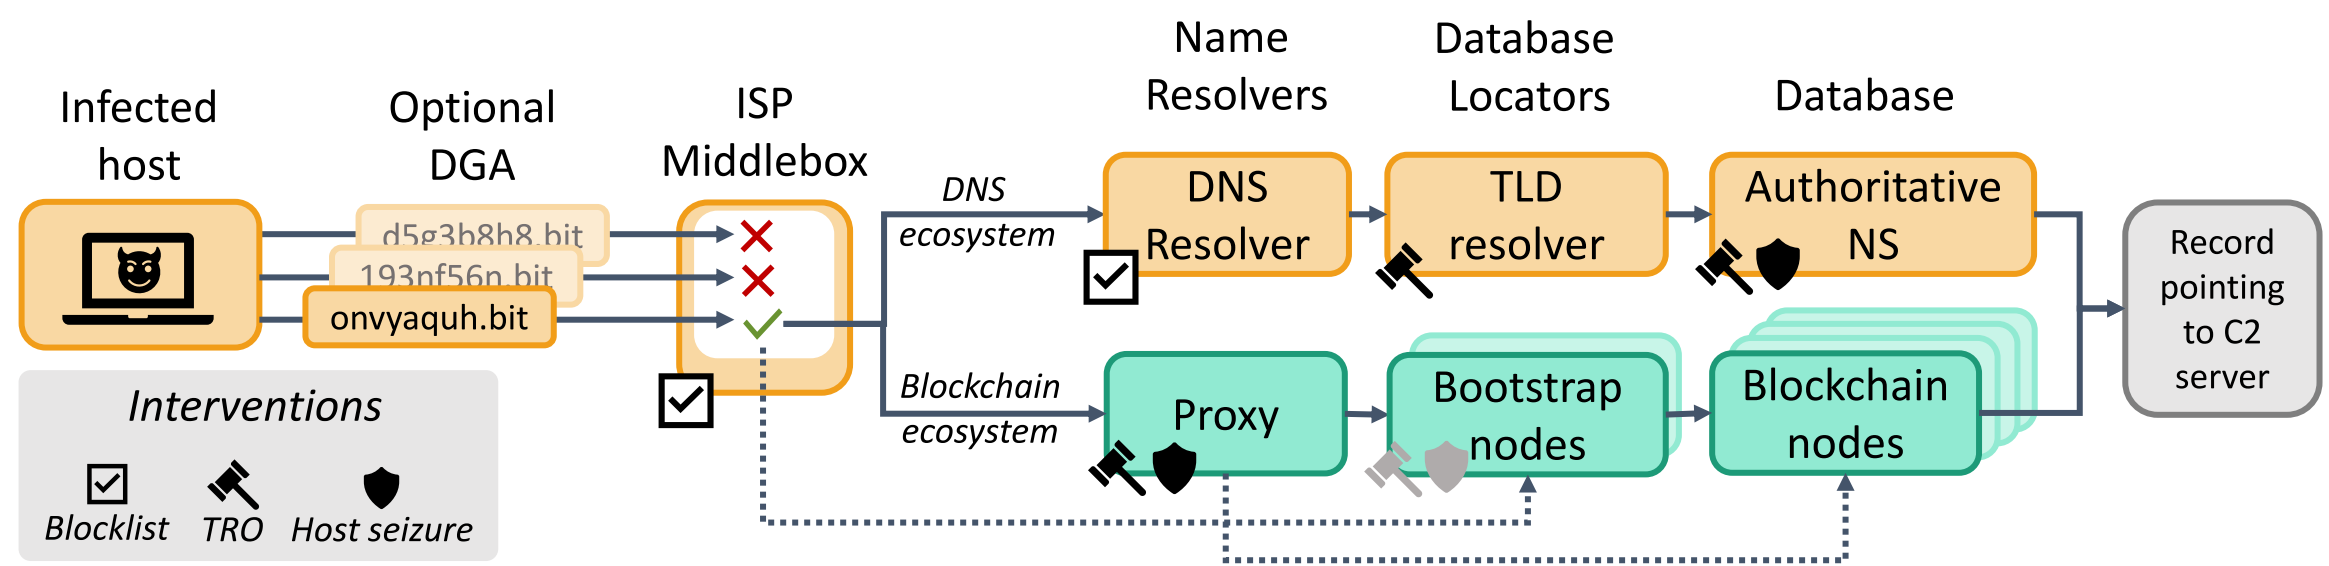 Infected
host
Optional
DGA
ISP
Middlebox
Name
Resolvers
Database
Locators
Database
d5g3b8h8.bit
193nf56n.bit
onvyaquh.bit
DNS
ecosystem
DNS
Resolver
TLD
resolver
Authoritative
NS
Record
pointing
to C2
server
Blockchain
ecosystem
Proxy
Bootstrap
nodes
Blockchain
nodes
Interventions
Blocklist
TRO
Host seizure